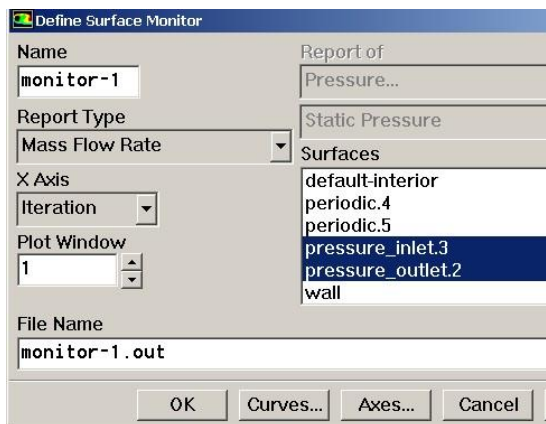 Define Surface Monitor
Name
monitor-1
Report Type
Mass Flow Rate
X Axis
Iteration
Plot Window
1
File Name
monitor-1.out
Report of
Pressure...
Static Pressure
Surfaces
default-interior
periodic.4
periodic.5
pressure_inlet.3
pressure_outlet.2
wall
OK
Curves...
Axes...
Cancel